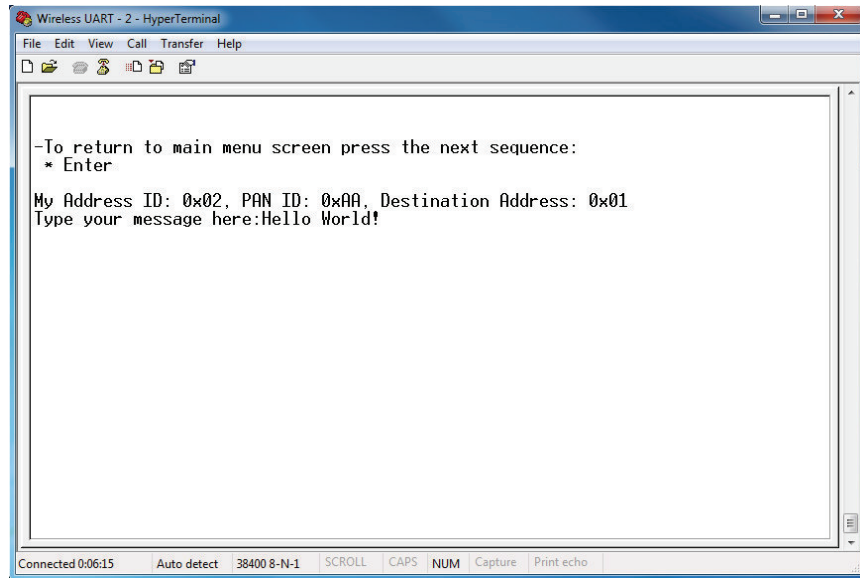 Wireless UART - 2 - HyperTerminal
File Edit View Call Transfer Help
-To return to main menu screen press the next sequence:
* Enter
My Address ID: 0x02, PAN ID: 0xAA, Destination Address: 0x01
Type your message here:Hello World!
Connected 0:06:15 Auto detect 38400 8-N-1 SCROLL CAPS NUM Capture Print echo